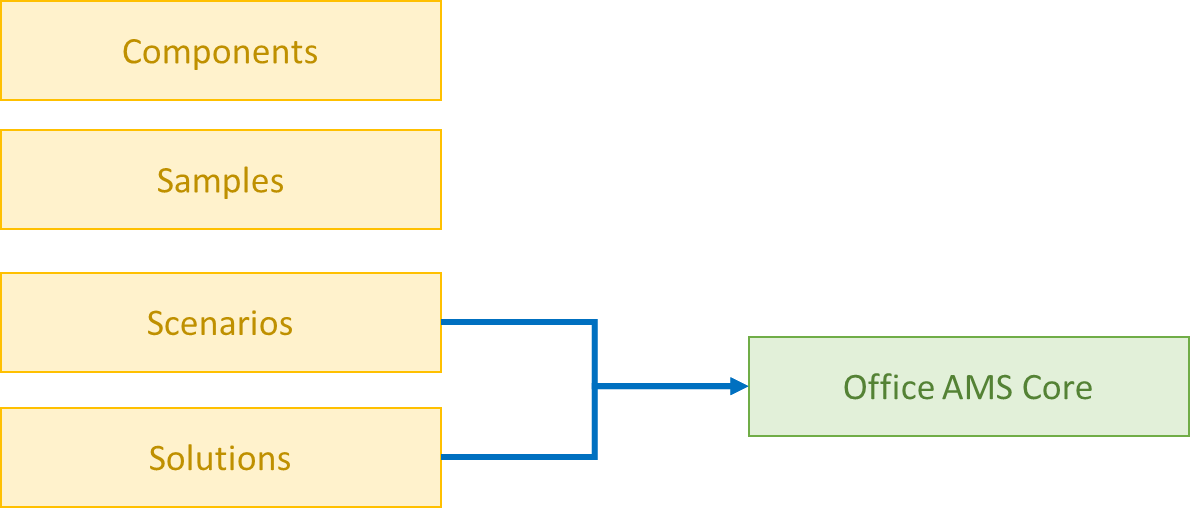 Components
Samples
Scenarios
Solutions
Office AMS Core